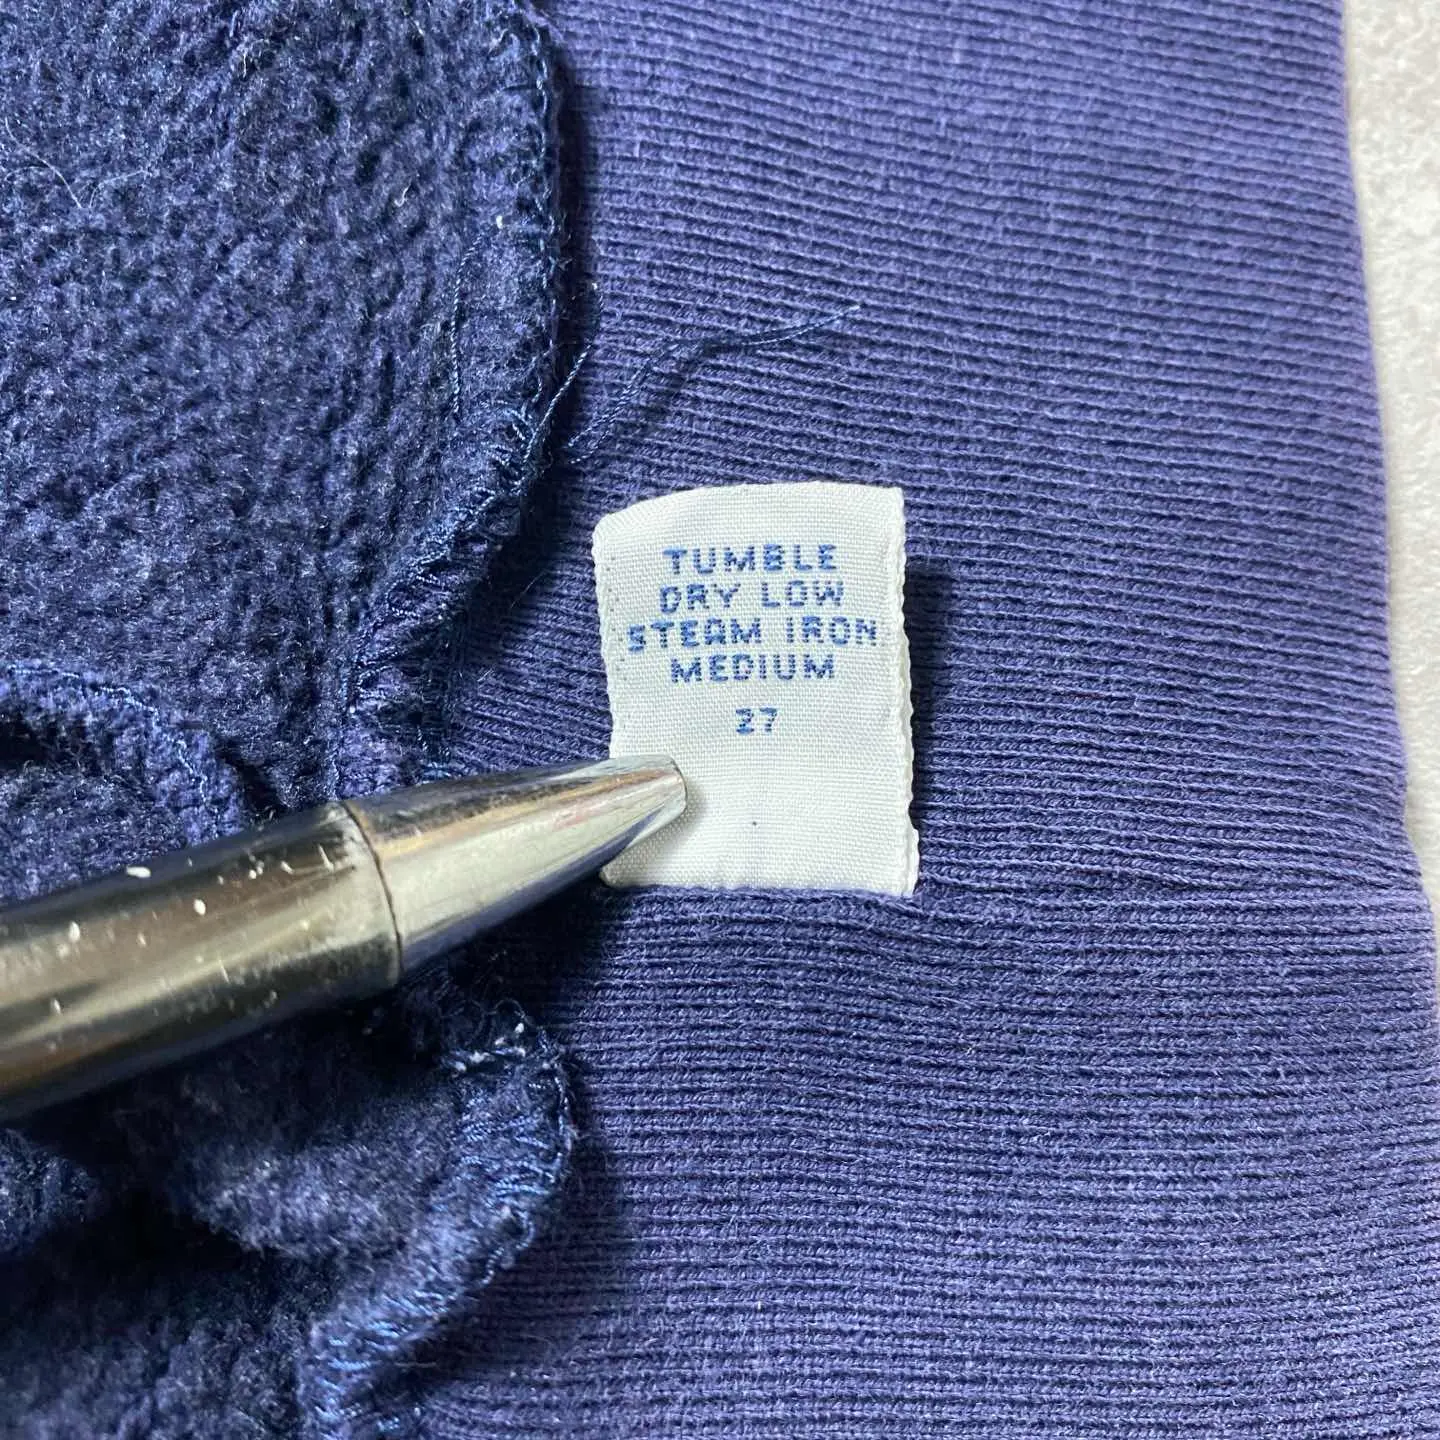 TUMBLE
DRY LOW
STEAM IRON
MEDIUM
27